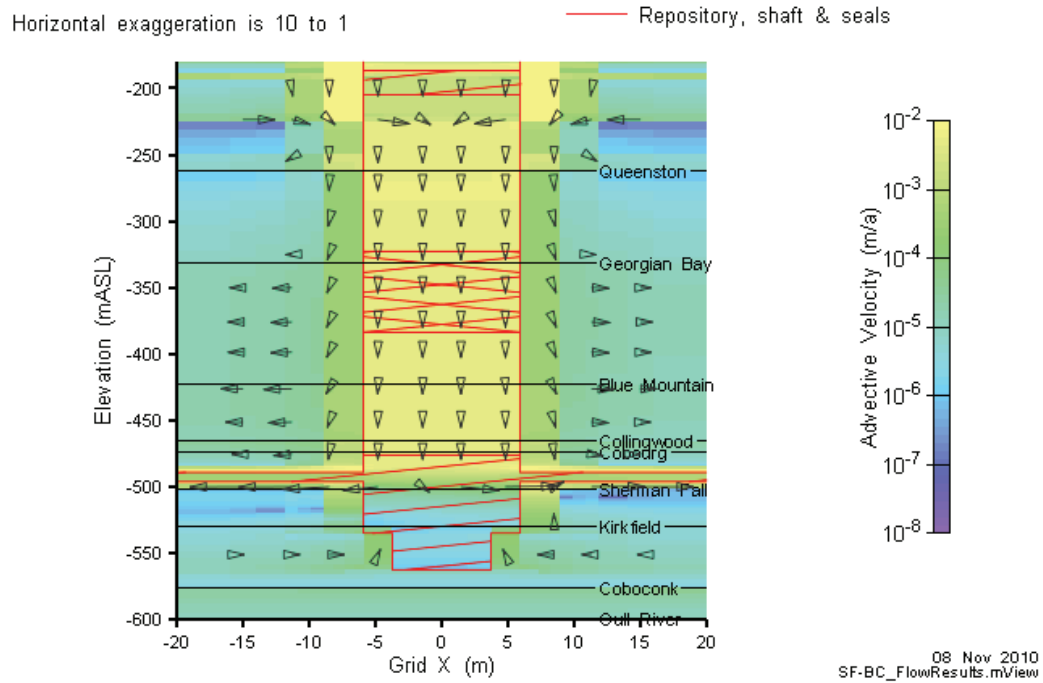 Horizontal exaggeration is 10 to 1
Repository, shaft & seals
-200
-250
-300
-350
-400
-450
-500
-550
-600
Elevation (mASL)
Queenston
Georgian Bay
Blue Mountain
Collingwood
Cobourg
Sherman Fall
Kirkfield
Coboconk
Gull River
-20
-15
-10
-5
0
5
10
15
20
Grid X (m)
Advective Velocity (m/a)
10-2
10-3
10-4
10-5
10-6
10-7
10-8
08 Nov 2010
SF-BC_FlowResults.mView